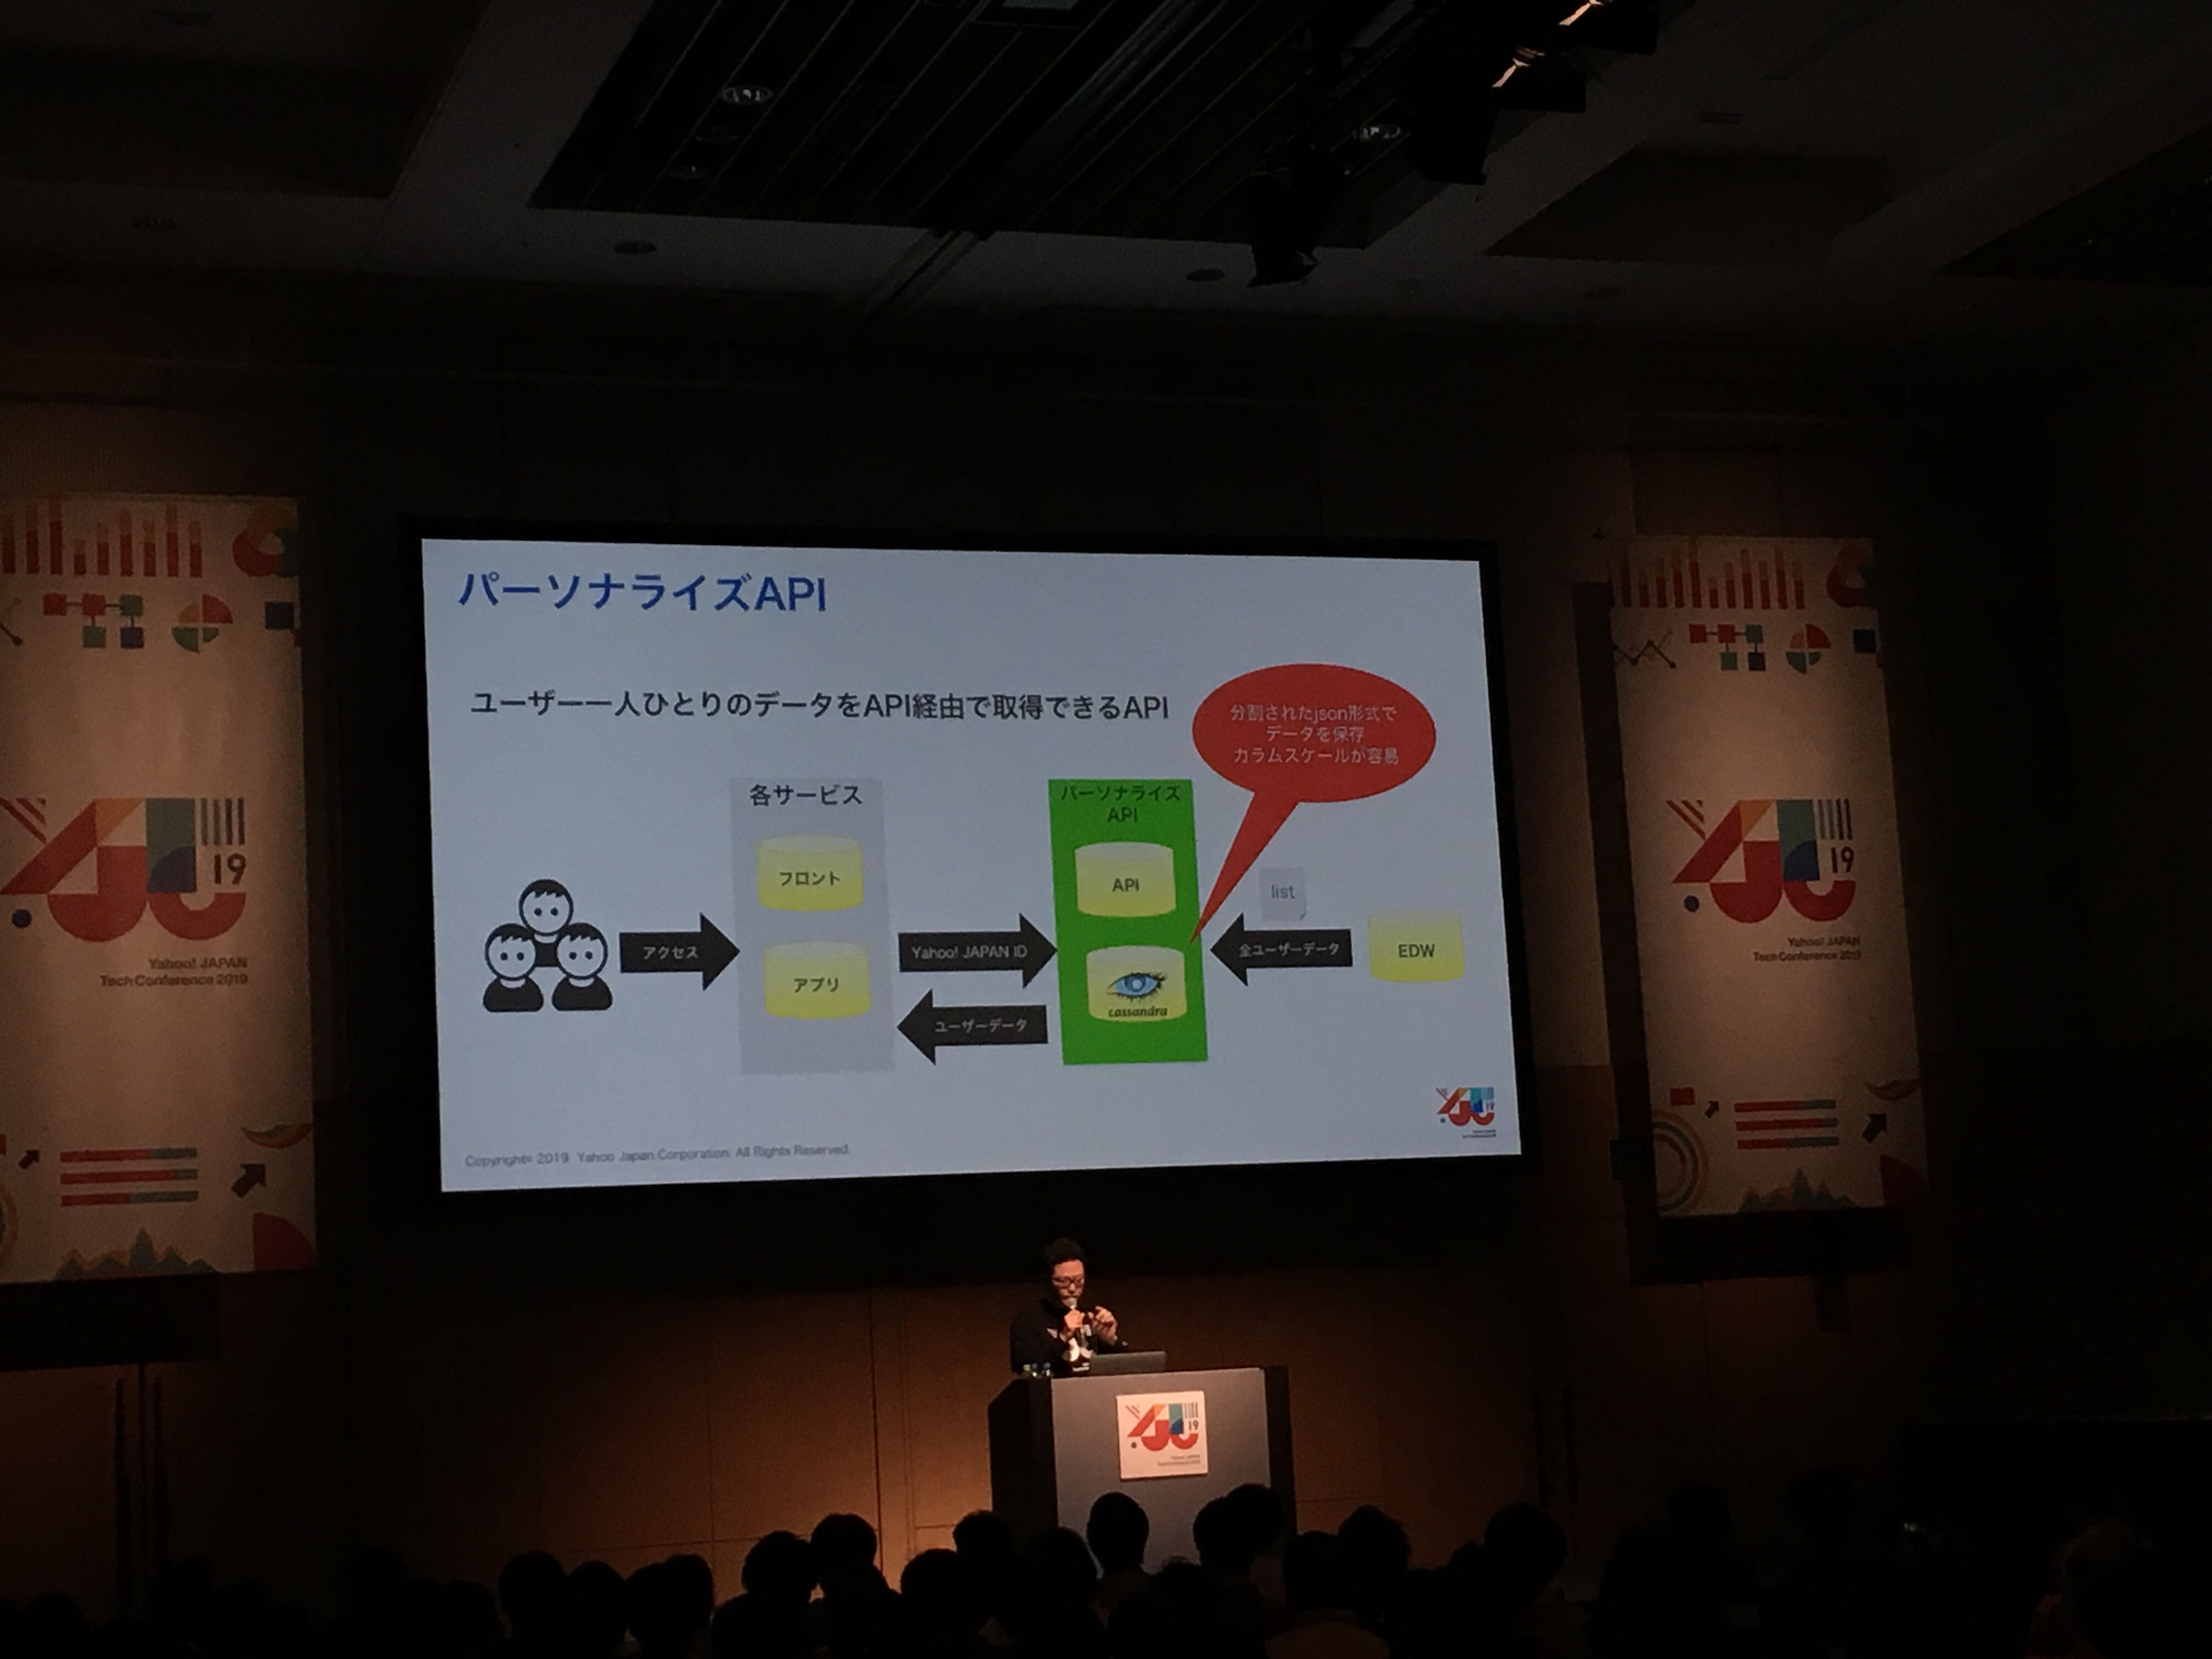 パーソナライズAPI
ユーザー一人ひとりのデータをAPI経由で取得できるAPI
分割されたjson形式で
データを保存
カラムスケールが容易
各サービス
フロント
アプリ
アクセス
Yahoo! JAPAN ID
ユーザーデータ
パーソナライズ
API
API
cassandra
list
全ユーザーデータ
EDW
Copyright© 2019 Yahoo Japan Corporation. All Rights Reserved.
19
Yahoo! JAPAN
Tech Conference 2019
19
Yahoo! JAPAN
Tech Conference 2019
19
19